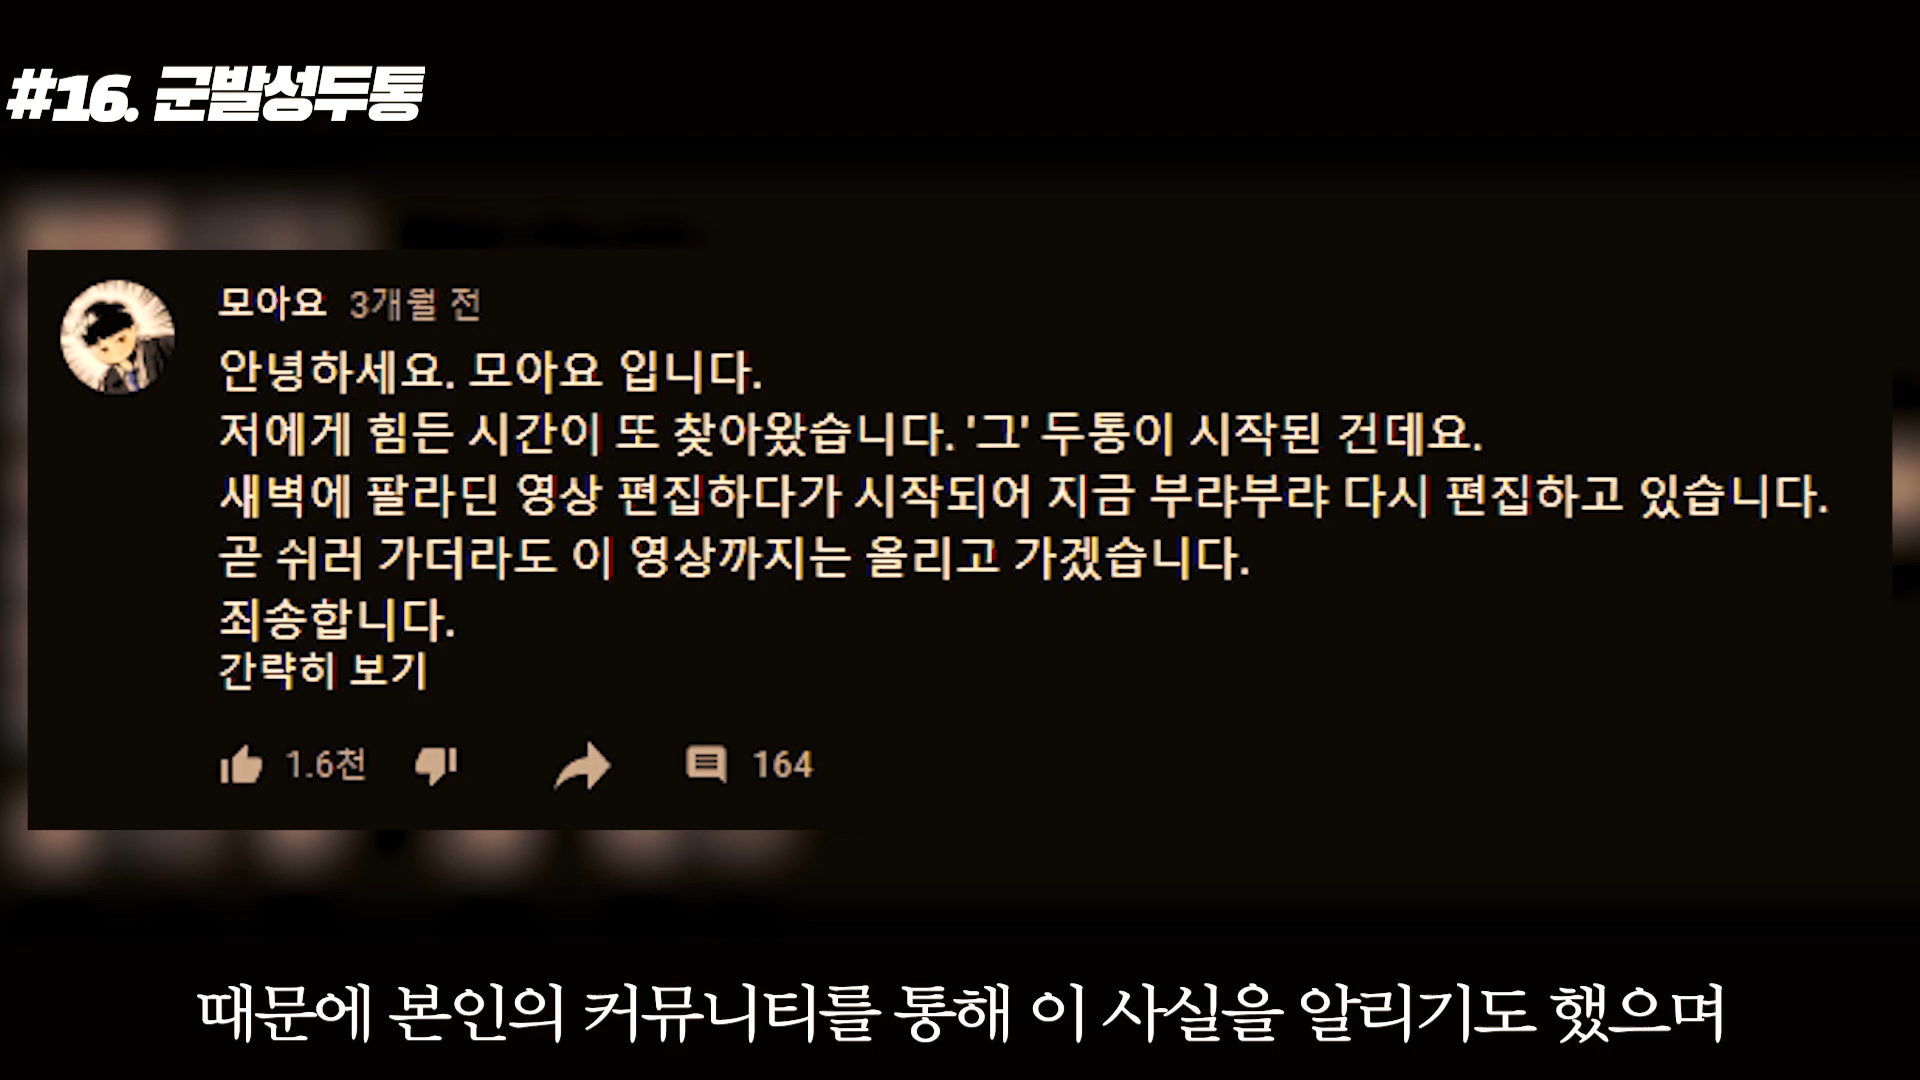 #16. 군발성두통
모아요 3개월 전
안녕하세요. 모아요 입니다.
저에게 힘든 시간이 또 찾아왔습니다. '그' 두통이 시작된 건데요.
새벽에 팔라딘 영상 편집하다가 시작되어 지금 부랴부랴 다시 편집하고 있습니다.
곧 쉬러 가더라도 이 영상까지는 올리고 가겠습니다.
죄송합니다.
간략히 보기
1.6천 164
때문에 본인의 커뮤니티를 통해 이 사실을 알리기도 했으며